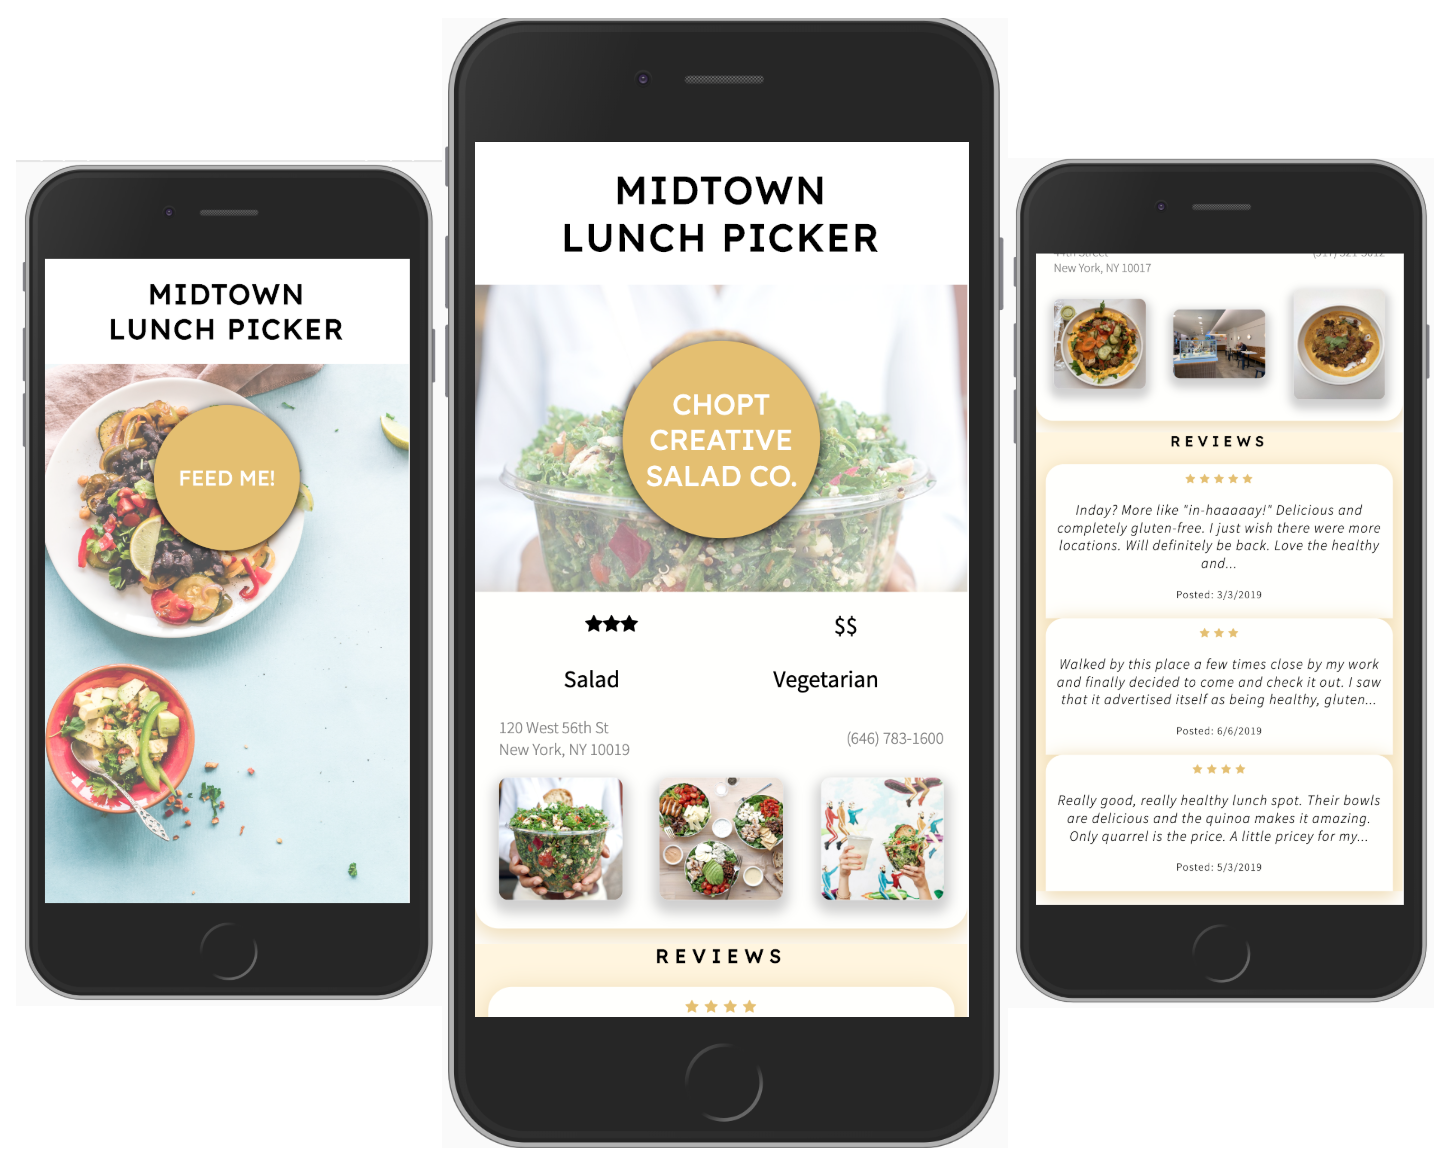 MIDTOWN
LUNCH PICKER
FEED ME!
MIDTOWN
LUNCH PICKER
CHOPT
CREATIVE
SALAD CO.
★★★
$$
Salad
Vegetarian
120 West 56th St
New York, NY 10019
(646) 783-1600
REVIEWS
★ ★ ★ ★
New York, NY 10017
REVIEWS
★ ★ ★ ★ ★
Inday? More like "in-haaaaay!" Delicious and
completely gluten-free. I just wish there were more
locations. Will definitely be back. Love the healthy
and...
Posted: 3/3/2019
★ ★ ★
Walked by this place a few times close by my work
and finally decided to come and check it out. I saw
that it advertised itself as being healthy, gluten...
Posted: 6/6/2019
★ ★ ★ ★
Really good, really healthy lunch spot. Their bowls
are delicious and the quinoa makes it amazing.
Only quarrel is the price. A little pricey for my...
Posted: 5/3/2019